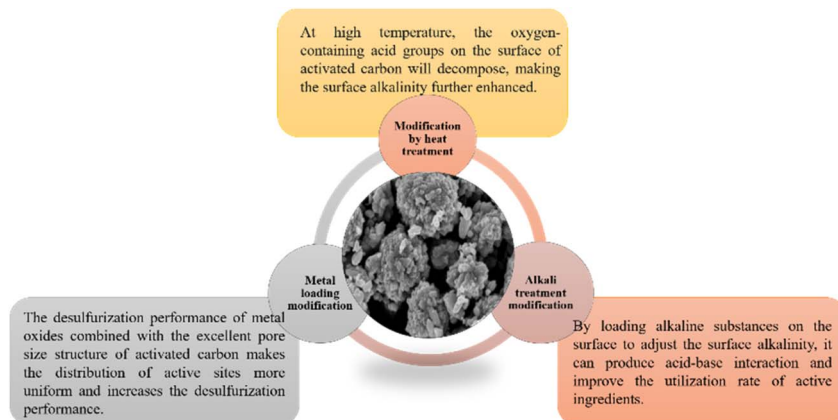 At high temperature, the oxygen-
containing acid groups on the surface of
activated carbon will decompose, making
the surface alkalinity further enhanced.
Modification
by heat
treatment
Metal
loading
modification
Alkali
treatment
modification
The desulfurization performance of metal
oxides combined with the excellent pore
size structure of activated carbon makes
the distribution of active sites more
uniform and increases the desulfurization
performance.
By loading alkaline substances on the
surface to adjust the surface alkalinity, it
can produce acid-base interaction and
improve the utilization rate of active
ingredients.